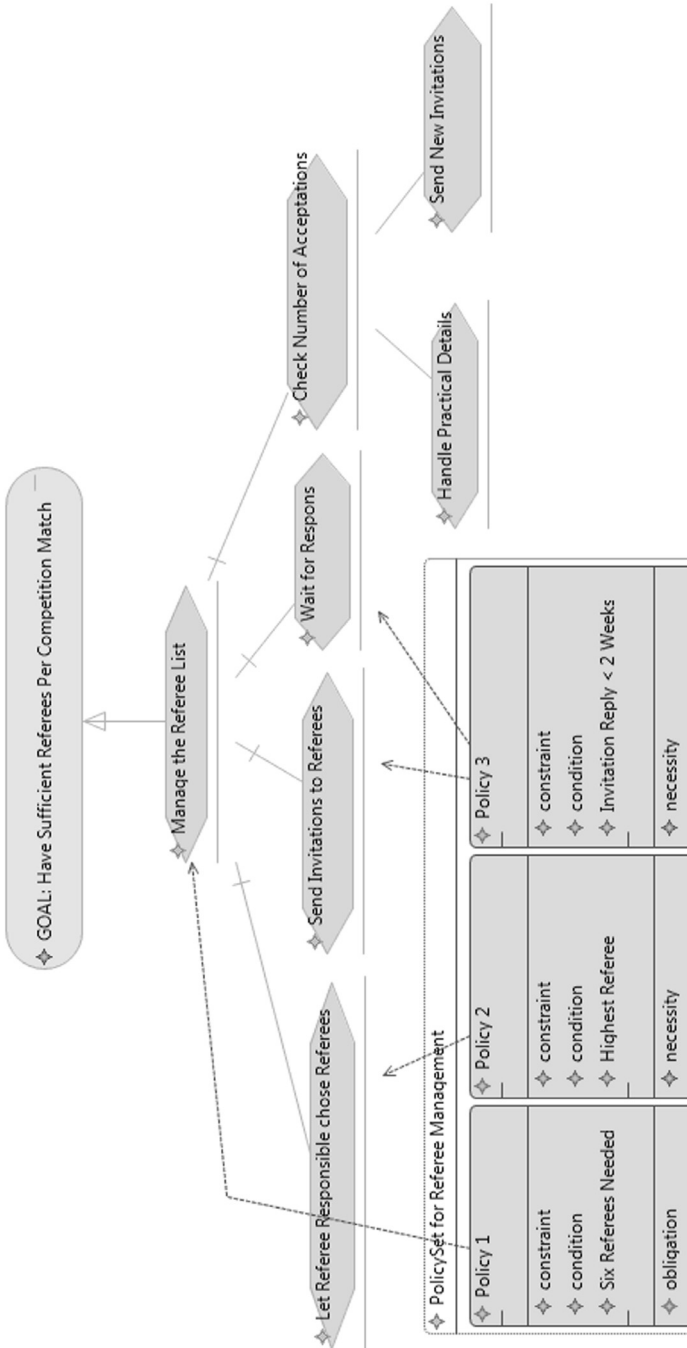 GOAL: Have Sufficient Referees Per Competition Match
Manage the Referee List
Let Referee Responsible chose Referees
Send Invitations to Referees
Wait for Respons
Check Number of Acceptations
Handle Practical Details
Send New Invitations
PolicySet for Referee Management
Policy 1
constraint
condition
Six Referees Needed
obligation
Policy 2
constraint
condition
Highest Referee
necessity
Policy 3
constraint
condition
Invitation Reply < 2 Weeks
necessity